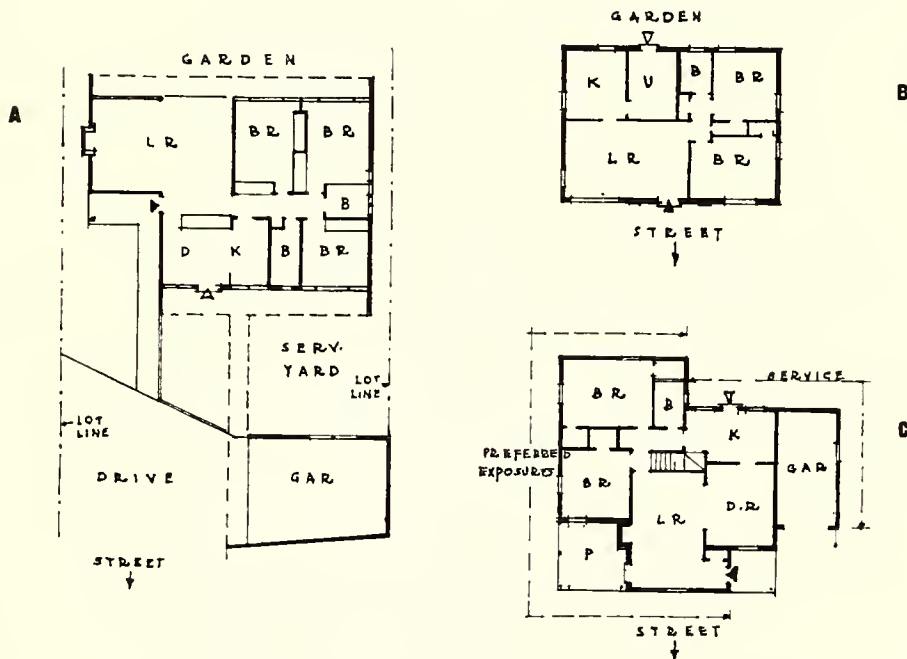 A
GARDEN
LR
BR
BR
B
D
K
B
BR
SERV.
YARD
LOT
LINE
LOT
LINE
DRIVE
GAR
STREET
B
GARDEN
K
U
B
BR
LR
BR
STREET
C
SERVICE
BR
B
K
PREFERRED
EXPOSURE
BR
GAR
LR
D.R
P
STREET